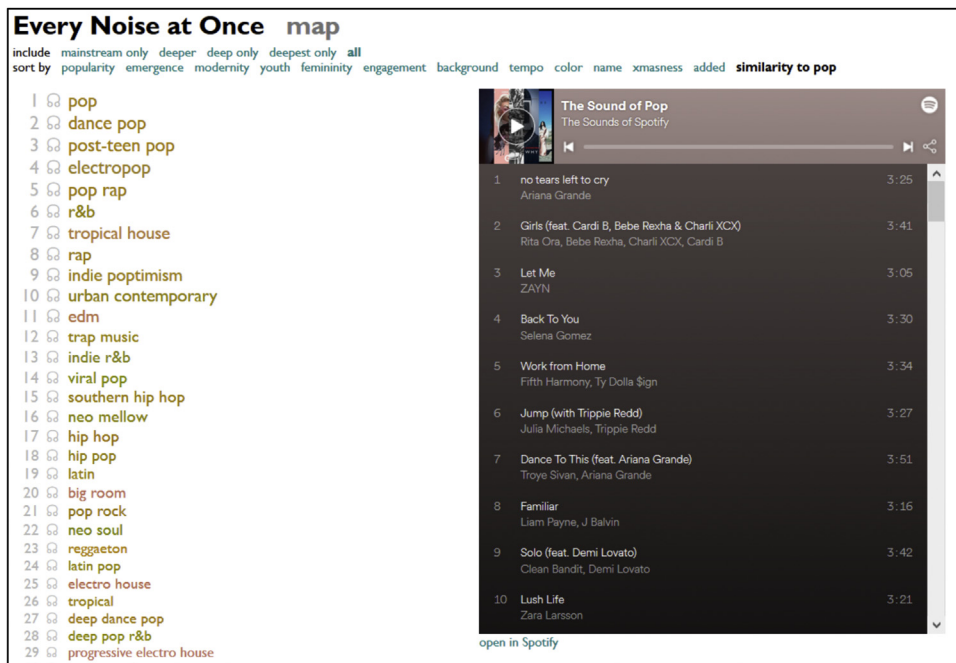 Every Noise at Once map
include mainstream only deeper deep only deepest only all
sort by popularity emergence modernity youth femininity engagement background tempo color name xmasness added similarity to pop
1 pop
2 dance pop
3 post-teen pop
4 electropop
5 pop rap
6 r&b
7 tropical house
8 rap
9 indie poptimism
10 urban contemporary
11 edm
12 trap music
13 indie r&b
14 viral pop
15 southern hip hop
16 neo mellow
17 hip hop
18 hip pop
19 latin
20 big room
21 pop rock
22 neo soul
23 reggaeton
24 latin pop
25 electro house
26 tropical
27 deep dance pop
28 deep pop r&b
29 progressive electro house
The Sound of Pop
The Sounds of Spotify
1 no tears left to cry 3:25
Ariana Grande
2 Girls (feat. Cardi B, Bebe Rexha & Charli XCX) 3:41
Rita Ora, Bebe Rexha, Charli XCX, Cardi B
3 Let Me 3:05
ZAYN
4 Back To You 3:30
Selena Gomez
5 Work from Home 3:34
Fifth Harmony, Ty Dolla $ign
6 Jump (with Trippie Redd) 3:27
Julia Michaels, Trippie Redd
7 Dance To This (feat. Ariana Grande) 3:51
Troye Sivan, Ariana Grande
8 Familiar 3:16
Liam Payne, J Balvin
9 Solo (feat. Demi Lovato) 3:42
Clean Bandit, Demi Lovato
10 Lush Life 3:21
Zara Larsson
open in Spotify